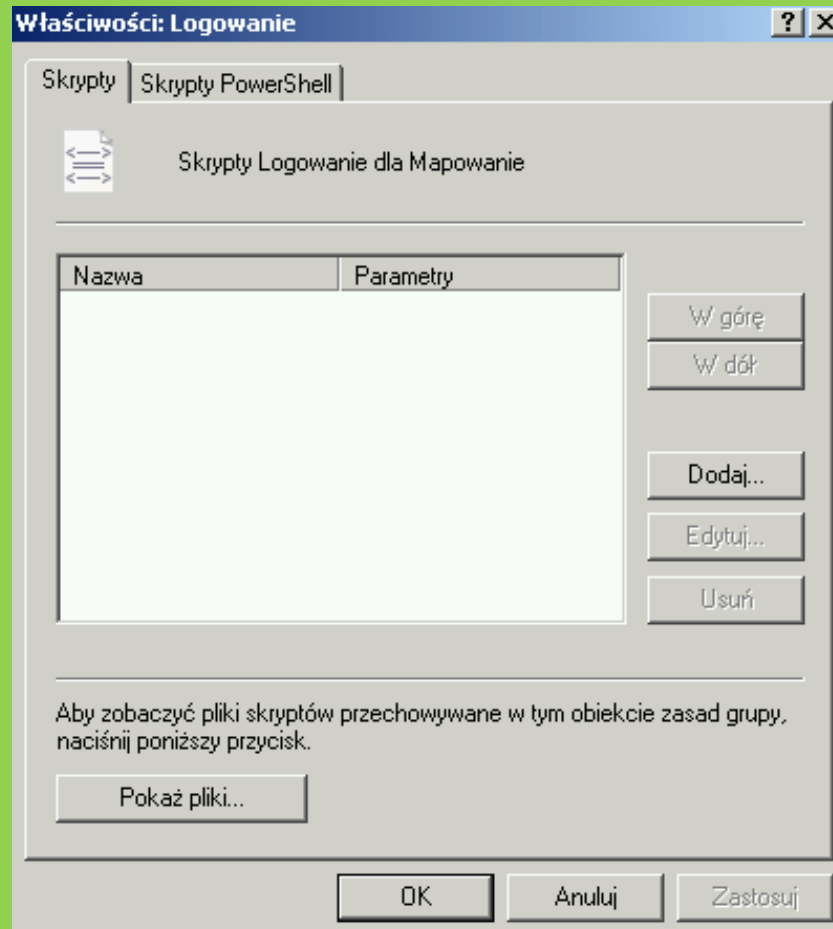 Właściwości: Logowanie
Skrypty
Skrypty PowerShell
Skrypty Logowanie dla Mapowanie
Nazwa
Parametry
W górę
W dół
Dodaj...
Edytuj...
Usuń
Aby zobaczyć pliki skryptów przechowywane w tym obiekcie zasad grupy,
naciśnij poniższy przycisk.
Pokaż pliki...
OK
Anuluj
Zastosuj